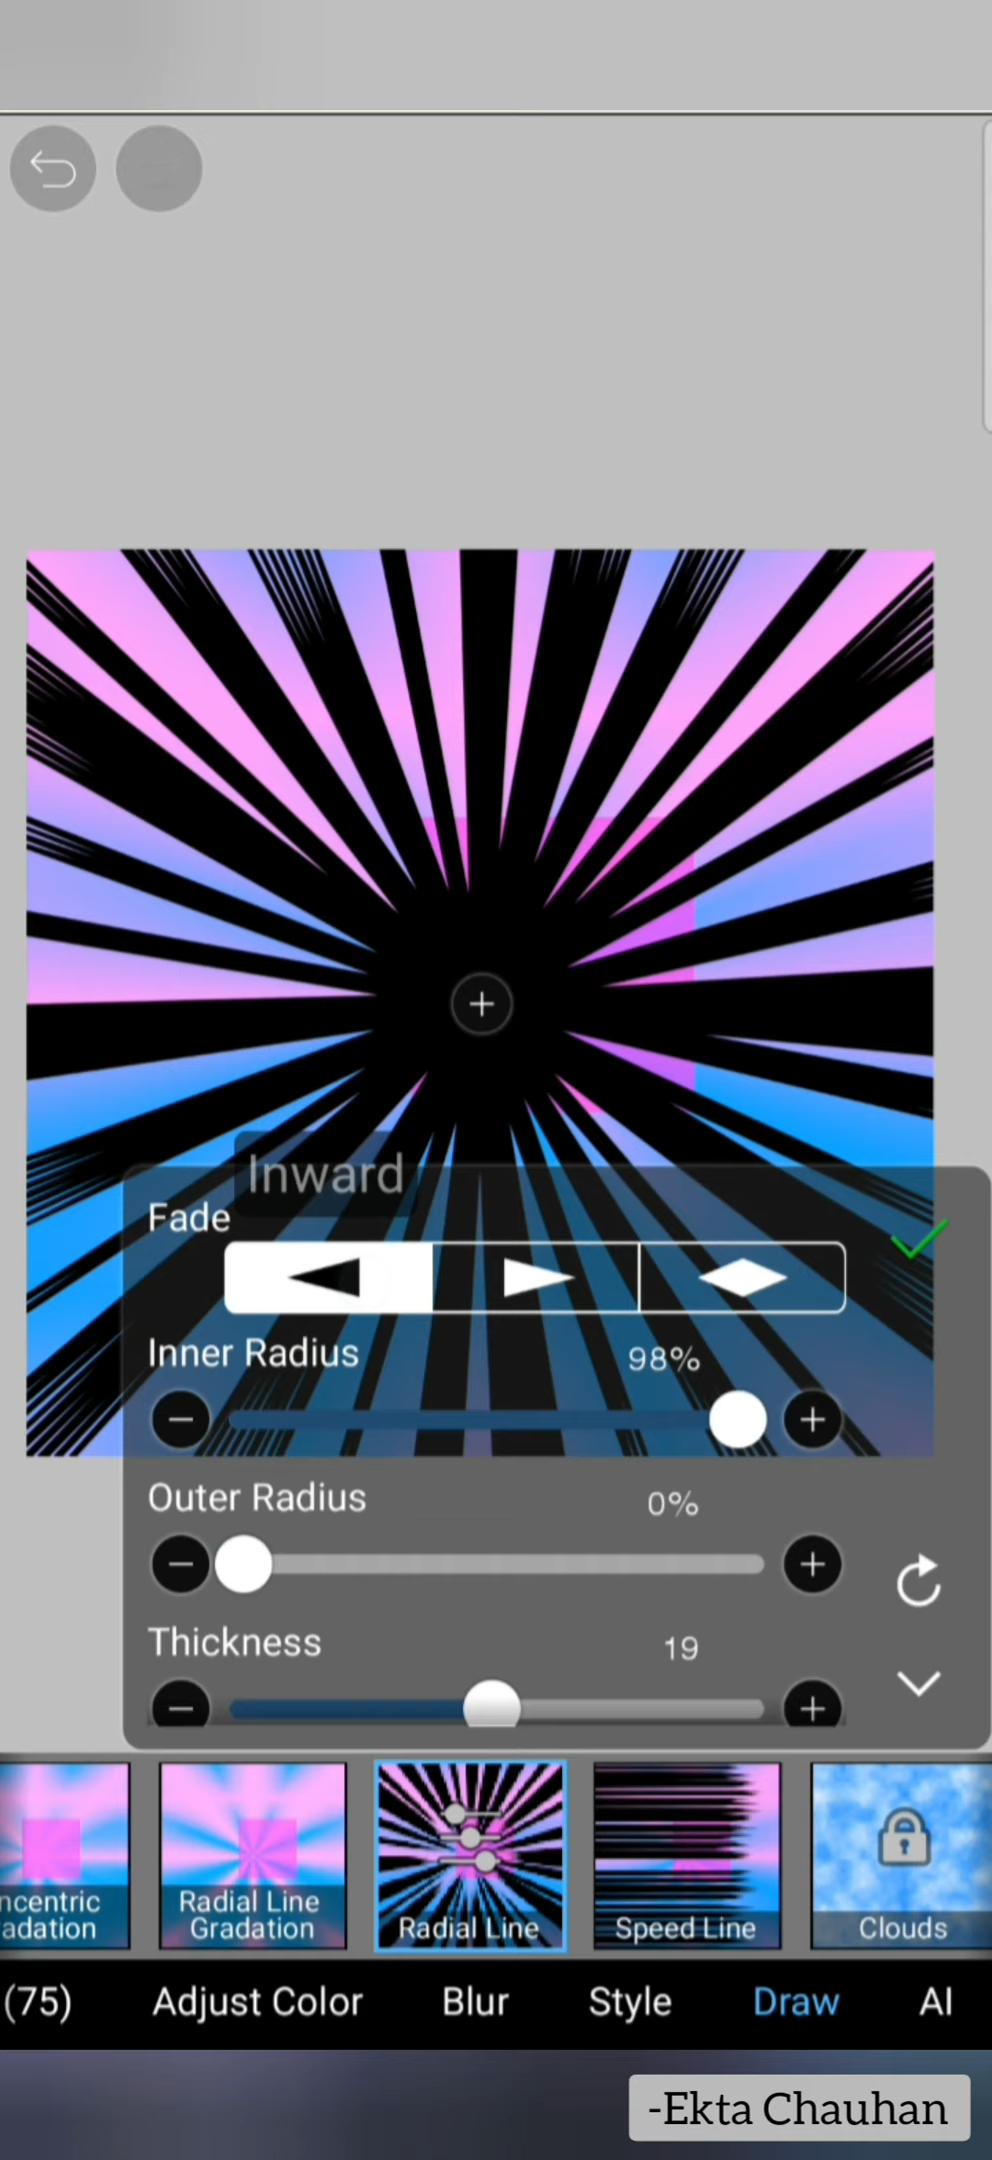 Inward
Fade
Inner Radius 98%
Outer Radius 0%
Thickness 19
ncentric
adation
Radial Line
Gradation
Radial Line
Speed Line
Clouds
(75) Adjust Color Blur Style Draw AI
-Ekta Chauhan